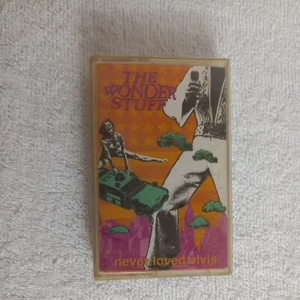 THE
WONDER
STUFF
never loved elvis